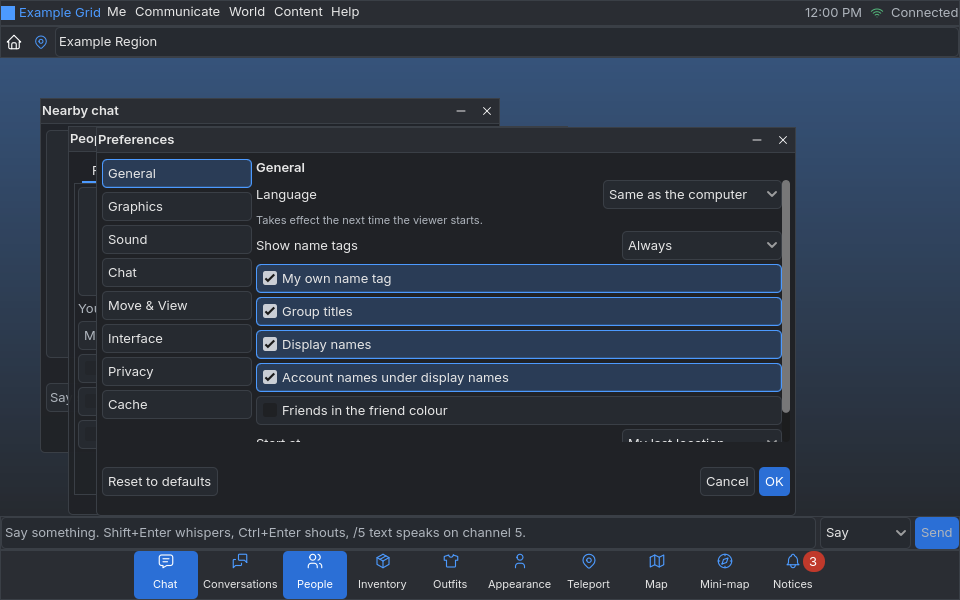 Example Grid Me Communicate World Content Help 12:00 PM Connected
Example Region
Nearby chat
Preferences
General
General
Language Same as the computer
Takes effect the next time the viewer starts.
Graphics
Sound
Show name tags Always
Chat
My own name tag
Move & View
Group titles
Interface
Display names
Privacy
Account names under display names
Cache
Friends in the friend colour
Reset to defaults Cancel OK
Say something. Shift+Enter whispers, Ctrl+Enter shouts, /5 text speaks on channel 5. Say Send
3
Chat Conversations People Inventory Outfits Appearance Teleport Map Mini-map Notices